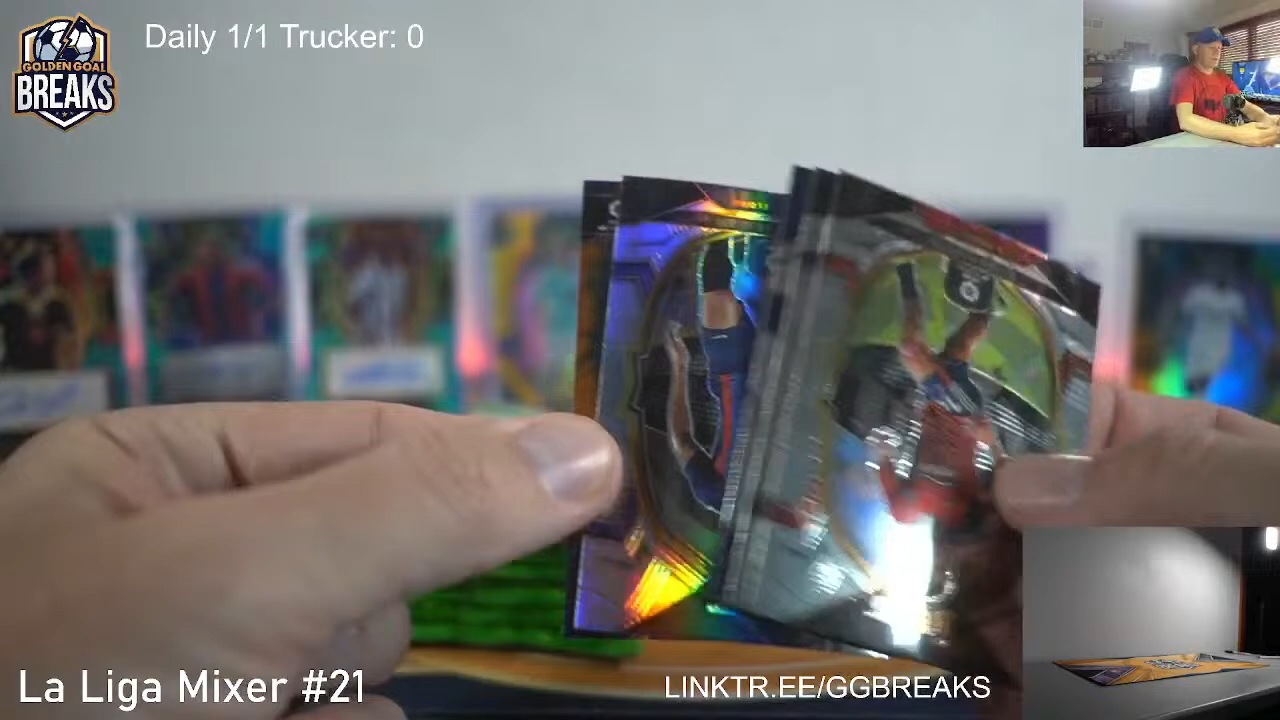 Daily 1/1 Trucker: 0
GOLDEN GOAL
BREAKS
La Liga Mixer #21
LINKTR.EE/GGBREAKS